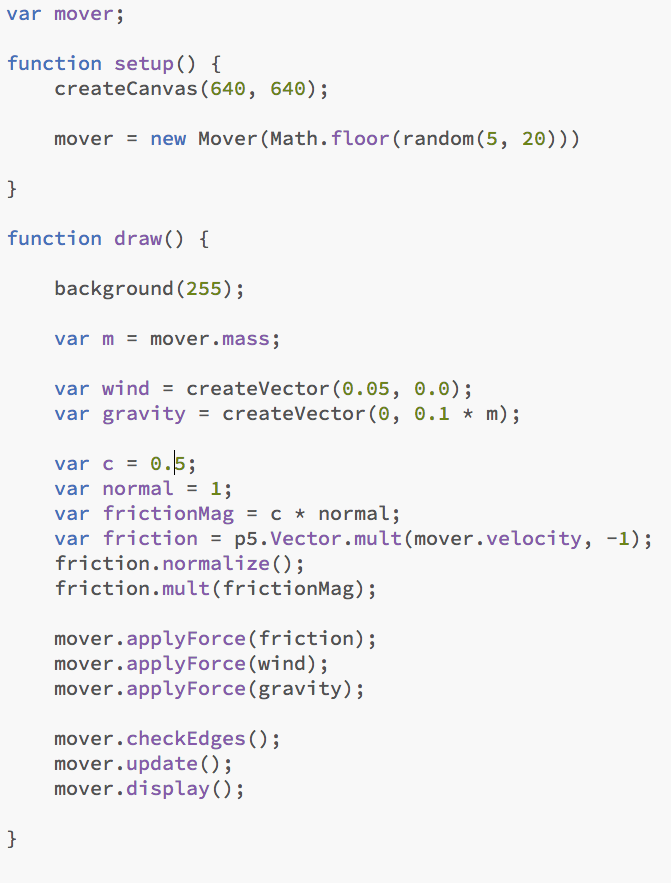 var mover;
function setup() {
createCanvas(640, 640);
mover = new Mover(Math.floor(random(5, 20)))
}
function draw() {
background(255);
var m = mover.mass;
var wind = createVector(0.05, 0.0);
var gravity = createVector(0, 0.1 * m);
var c = 0.5;
var normal = 1;
var frictionMag = c * normal;
var friction = p5.Vector.mult(mover.velocity, -1);
friction.normalize();
friction.mult(frictionMag);
mover.applyForce(friction);
mover.applyForce(wind);
mover.applyForce(gravity);
mover.checkEdges();
mover.update();
mover.display();
}